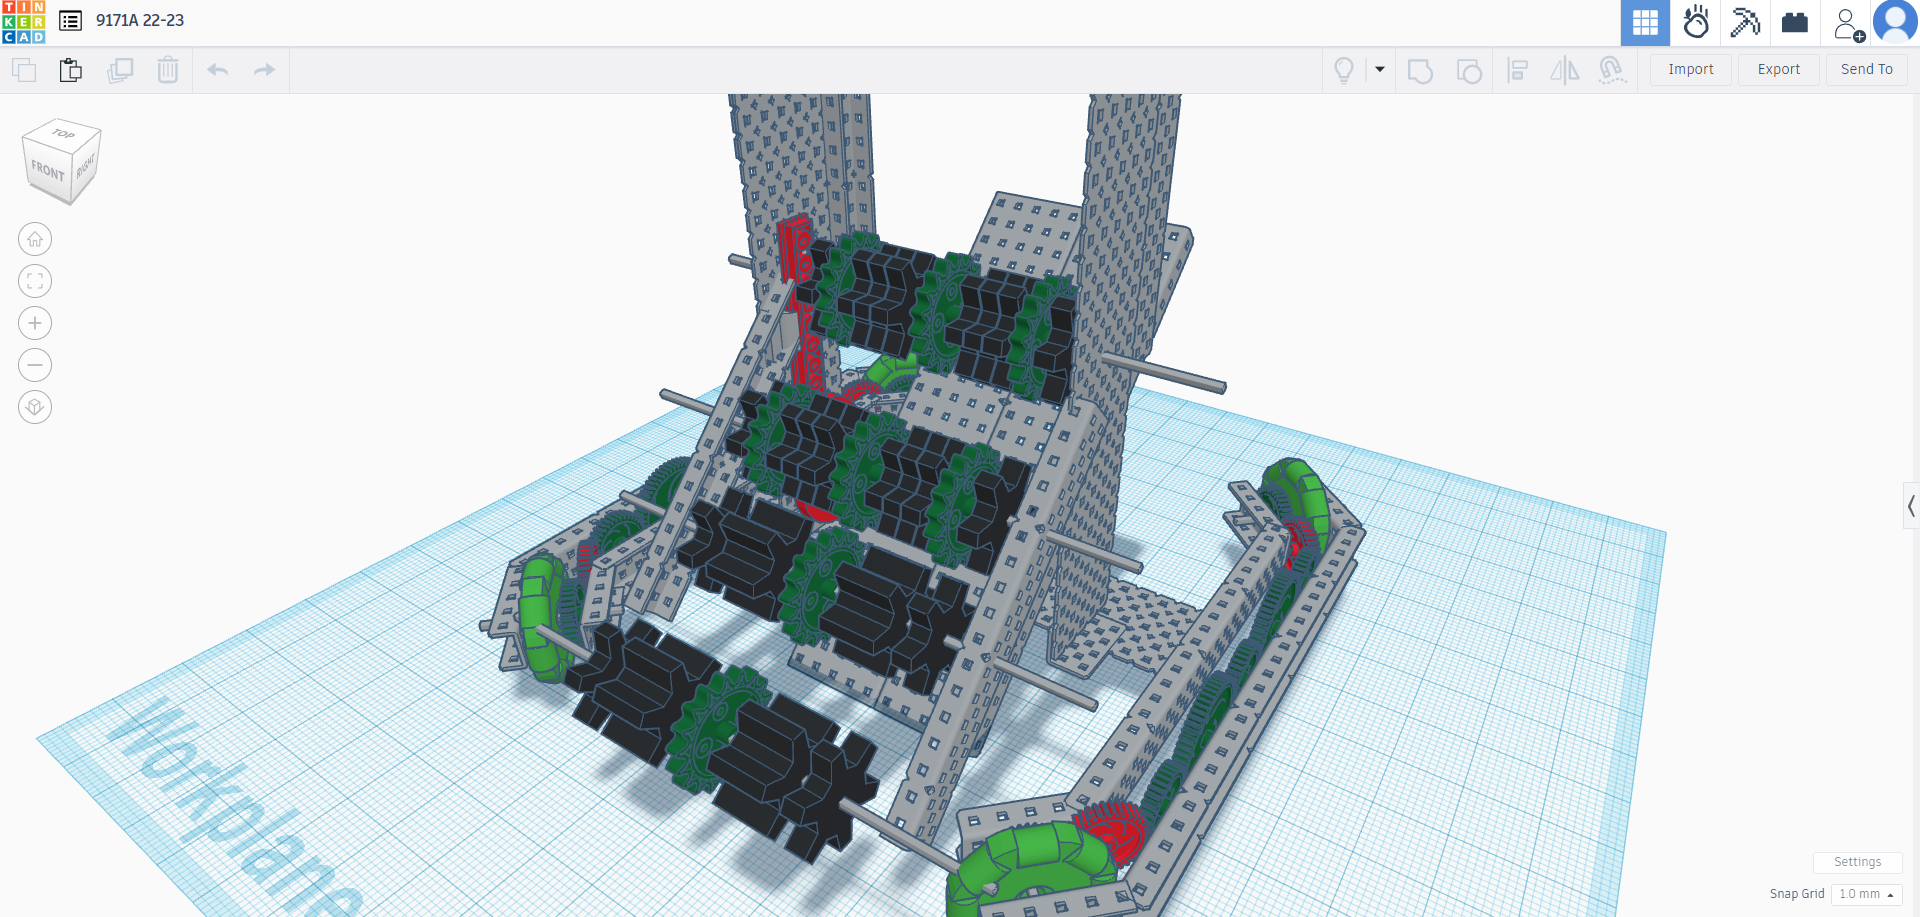 TIN
KER
CAD
9171A 22-23
Import
Export
Send To
TOP
FRONT
RIGHT
Workplane
Settings
Snap Grid 1.0 mm